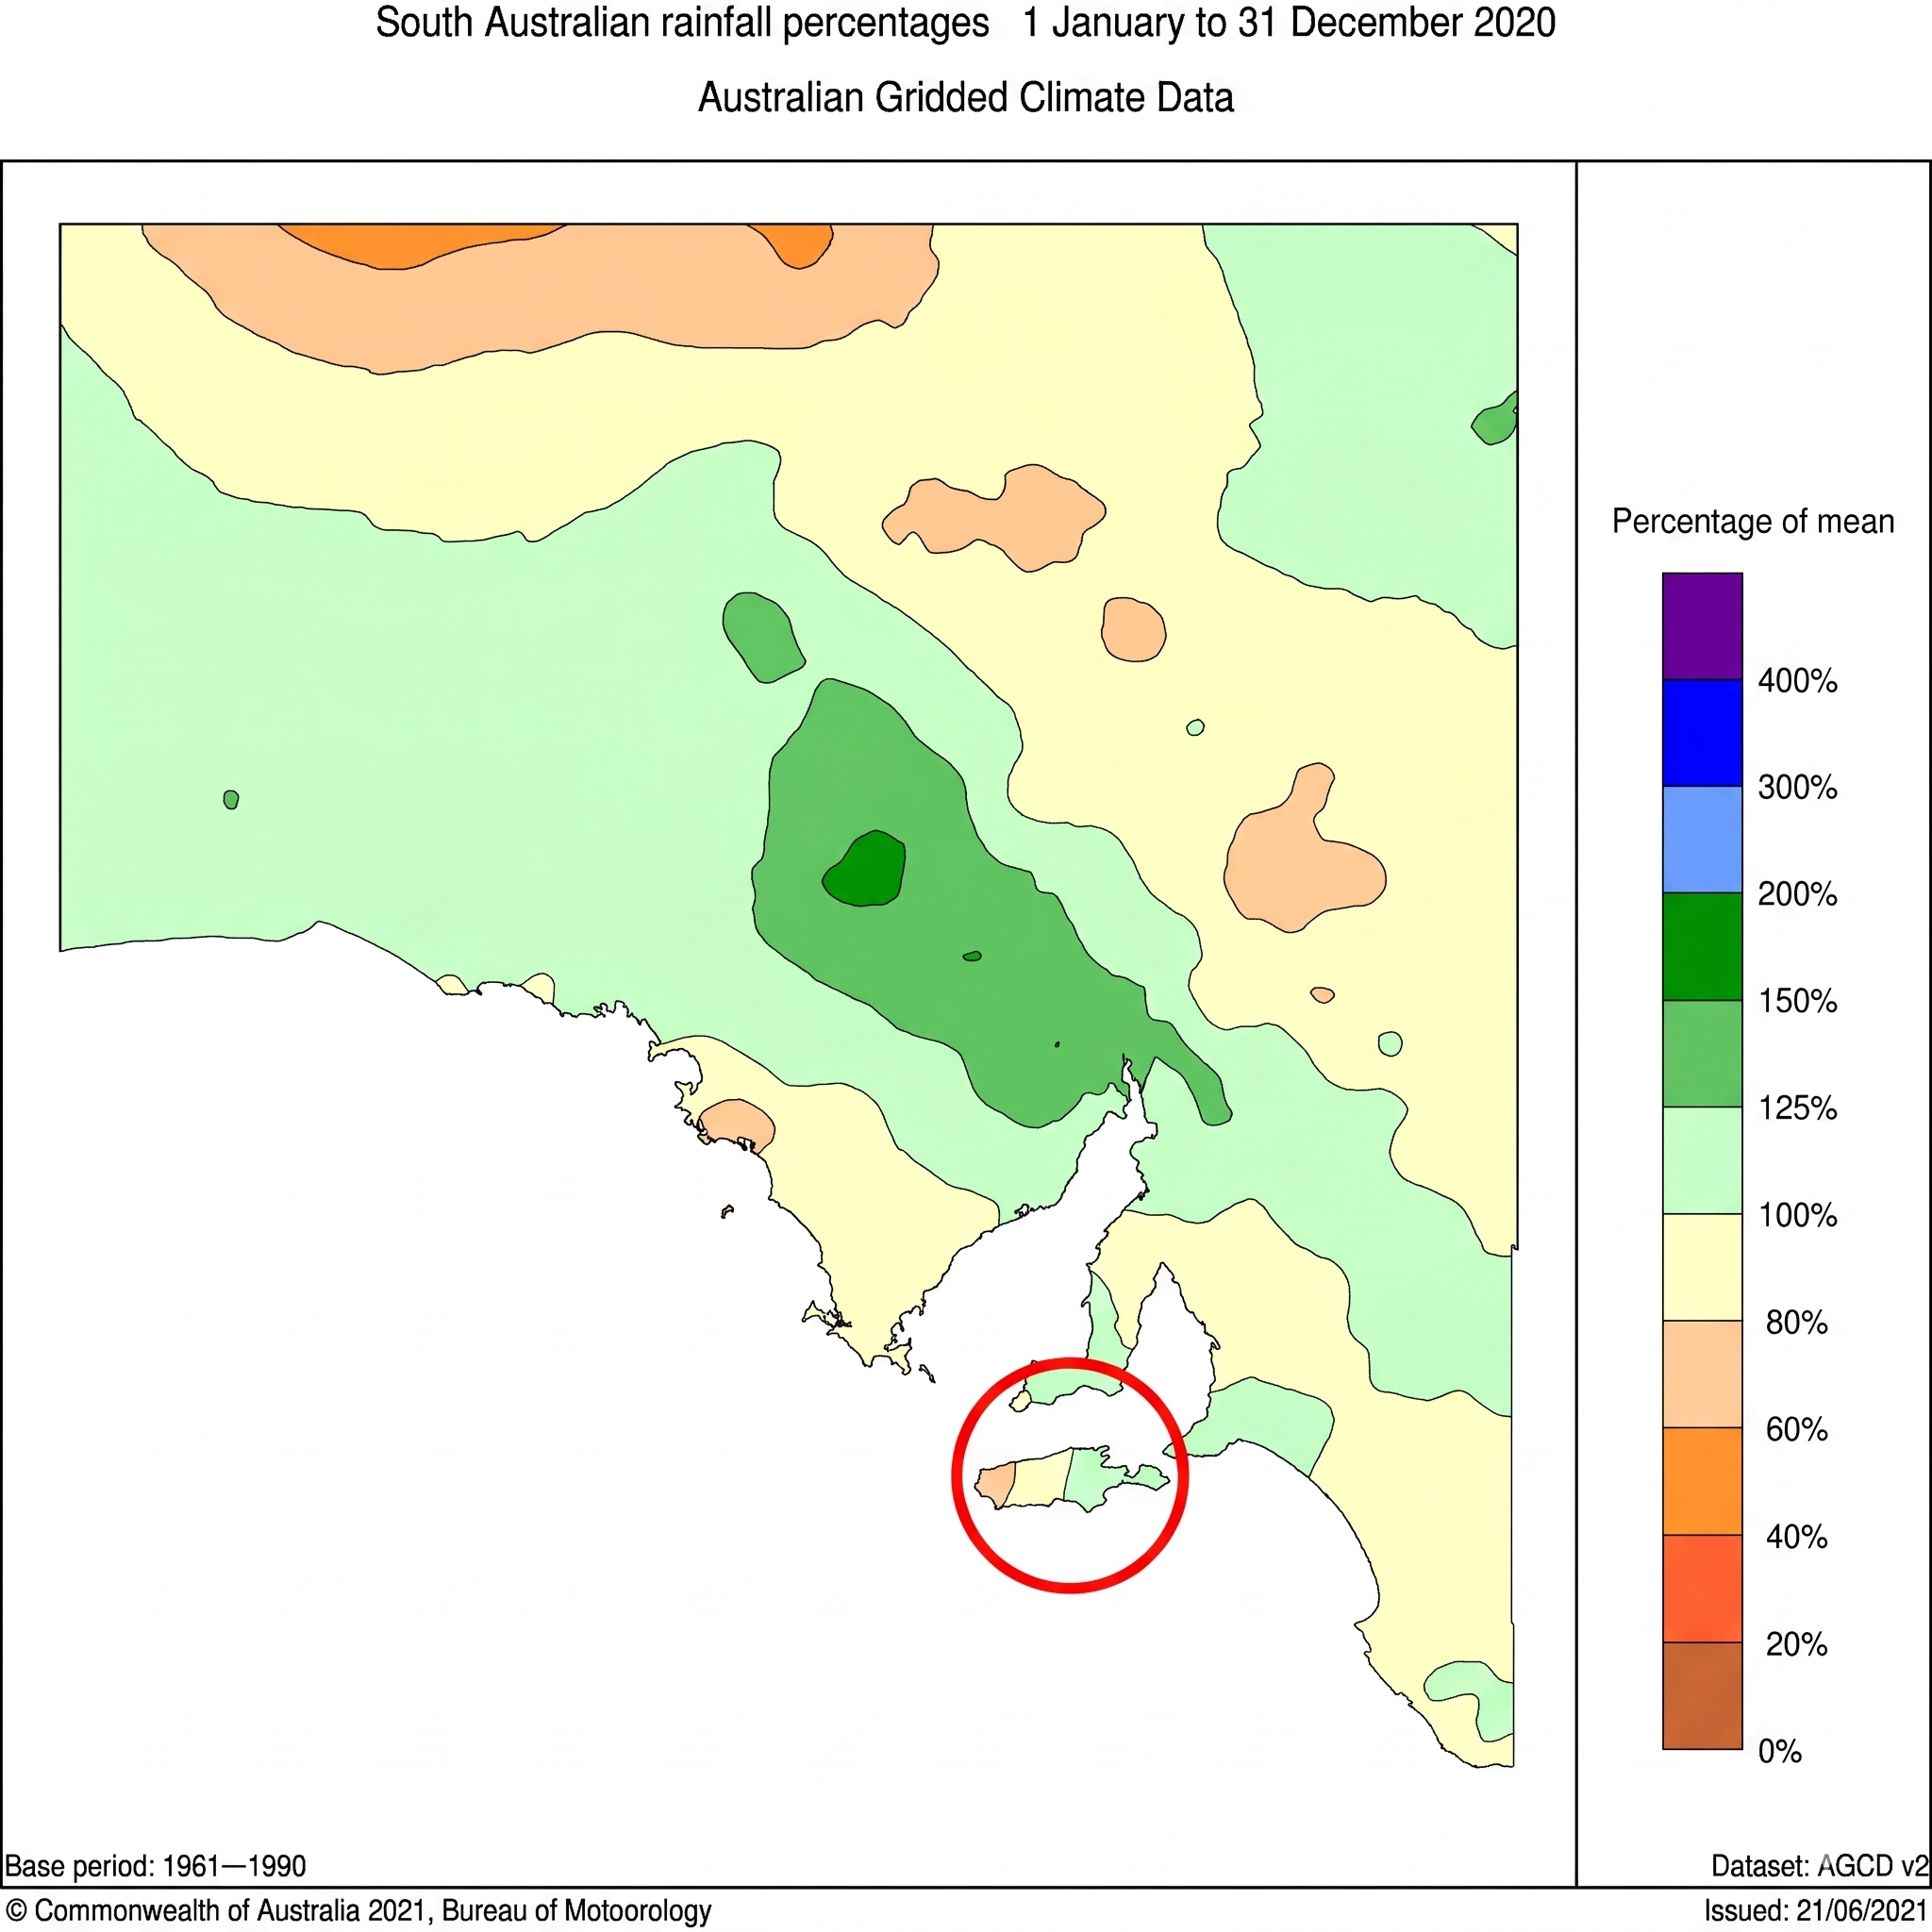 South Australian rainfall percentages 1 January to 31 December 2020
Australian Gridded Climate Data
Percentage of mean
400%
300%
200%
150%
125%
100%
80%
60%
40%
20%
0%
Base period: 1961—1990
Dataset: AGCD v2
© Commonwealth of Australia 2021, Bureau of Motoorology
Issued: 21/06/2021